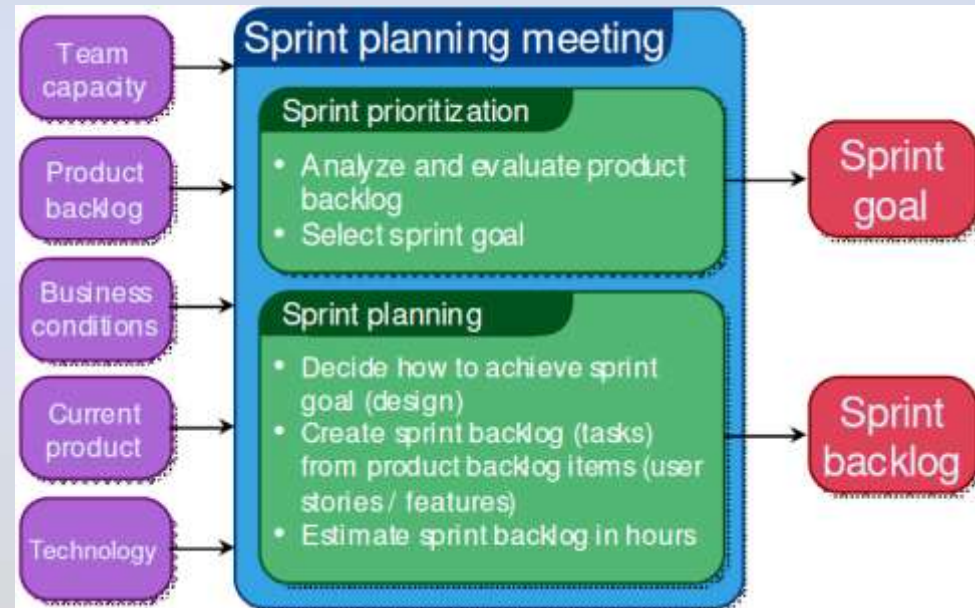 Team
capacity
Product
backlog
Business
conditions
Current
product
Technology
Sprint planning meeting
Sprint prioritization
• Analyze and evaluate product
backlog
• Select sprint goal
Sprint planning
• Decide how to achieve sprint
goal (design)
• Create sprint backlog (tasks)
from product backlog items (user
stories / features)
• Estimate sprint backlog in hours
Sprint
goal
Sprint
backlog